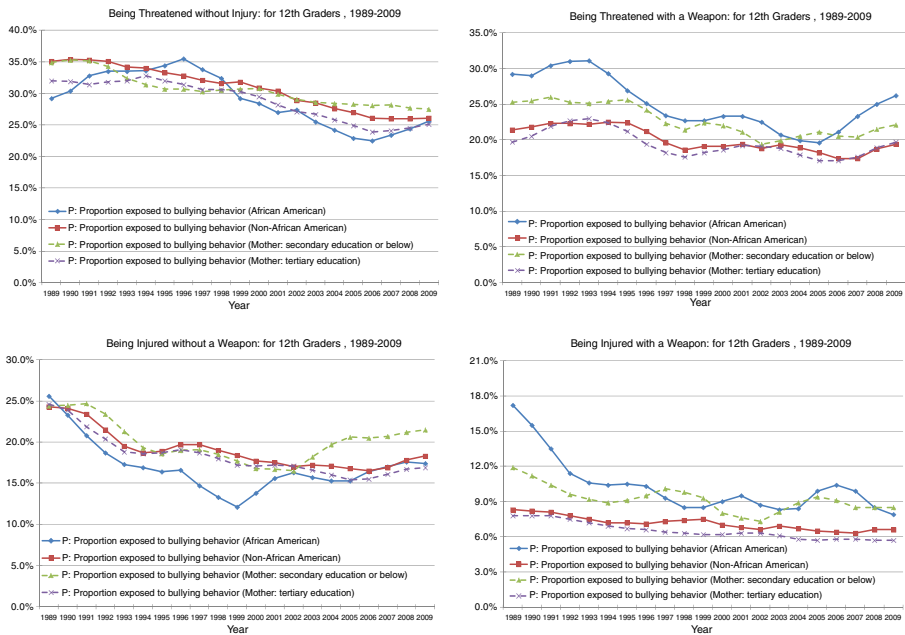 Being Threatened without Injury: for 12th Graders , 1989-2009
40.0%
35.0%
30.0%
25.0%
20.0%
15.0%
10.0%
5.0%
0.0%
P: Proportion exposed to bullying behavior (African American)
P: Proportion exposed to bullying behavior (Non-African American)
P: Proportion exposed to bullying behavior (Mother: secondary education or below)
P: Proportion exposed to bullying behavior (Mother: tertiary education)
1989 1990 1991 1992 1993 1994 1995 1996 1997 1998 1999 2000 2001 2002 2003 2004 2005 2006 2007 2008 2009
Year
Being Threatened with a Weapon: for 12th Graders , 1989-2009
35.0%
30.0%
25.0%
20.0%
15.0%
10.0%
5.0%
0.0%
P: Proportion exposed to bullying behavior (African American)
P: Proportion exposed to bullying behavior (Non-African American)
P: Proportion exposed to bullying behavior (Mother: secondary education or below)
P: Proportion exposed to bullying behavior (Mother: tertiary education)
1989 1990 1991 1992 1993 1994 1995 1996 1997 1998 1999 2000 2001 2002 2003 2004 2005 2006 2007 2008 2009
Year
Being Injured without a Weapon: for 12th Graders , 1989-2009
30.0%
25.0%
20.0%
15.0%
10.0%
5.0%
0.0%
P: Proportion exposed to bullying behavior (African American)
P: Proportion exposed to bullying behavior (Non-African American)
P: Proportion exposed to bullying behavior (Mother: secondary education or below)
P: Proportion exposed to bullying behavior (Mother: tertiary education)
1989 1990 1991 1992 1993 1994 1995 1996 1997 1998 1999 2000 2001 2002 2003 2004 2005 2006 2007 2008 2009
Year
Being Injured with a Weapon: for 12th Graders , 1989-2009
21.0%
18.0%
15.0%
12.0%
9.0%
6.0%
3.0%
0.0%
P: Proportion exposed to bullying behavior (African American)
P: Proportion exposed to bullying behavior (Non-African American)
P: Proportion exposed to bullying behavior (Mother: secondary education or below)
P: Proportion exposed to bullying behavior (Mother: tertiary education)
1989 1990 1991 1992 1993 1994 1995 1996 1997 1998 1999 2000 2001 2002 2003 2004 2005 2006 2007 2008 2009
Year